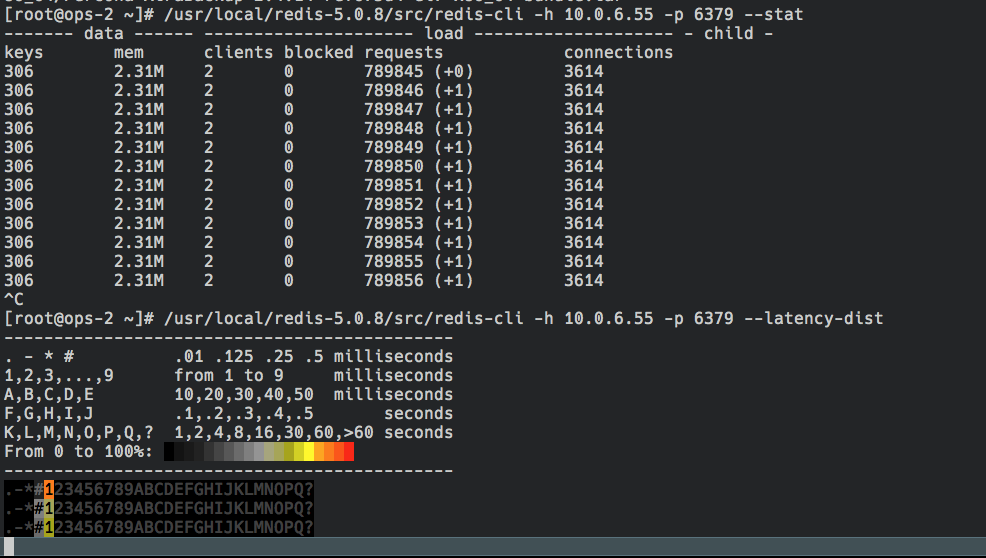 [root@ops-2 ~]# /usr/local/redis-5.0.8/src/redis-cli -h 10.0.6.55 -p 6379 --stat
------- data ------ --------------------- load -------------------- - child -
keys       mem      clients blocked requests            connections
306        2.31M    2       0       789845 (+0)         3614
306        2.31M    2       0       789846 (+1)         3614
306        2.31M    2       0       789847 (+1)         3614
306        2.31M    2       0       789848 (+1)         3614
306        2.31M    2       0       789849 (+1)         3614
306        2.31M    2       0       789850 (+1)         3614
306        2.31M    2       0       789851 (+1)         3614
306        2.31M    2       0       789852 (+1)         3614
306        2.31M    2       0       789853 (+1)         3614
306        2.31M    2       0       789854 (+1)         3614
306        2.31M    2       0       789855 (+1)         3614
306        2.31M    2       0       789856 (+1)         3614
^C
[root@ops-2 ~]# /usr/local/redis-5.0.8/src/redis-cli -h 10.0.6.55 -p 6379 --latency-dist
---------------------------------------------
. - * #          .01 .125 .25 .5 milliseconds
1,2,3,...,9      from 1 to 9     milliseconds
A,B,C,D,E        10,20,30,40,50  milliseconds
F,G,H,I,J        .1,.2,.3,.4,.5       seconds
K,L,M,N,O,P,Q,?  1,2,4,8,16,30,60,>60 seconds
From 0 to 100%:
---------------------------------------------
.-*#123456789ABCDEFGHIJKLMNOPQ?
.-*#123456789ABCDEFGHIJKLMNOPQ?
.-*#123456789ABCDEFGHIJKLMNOPQ?